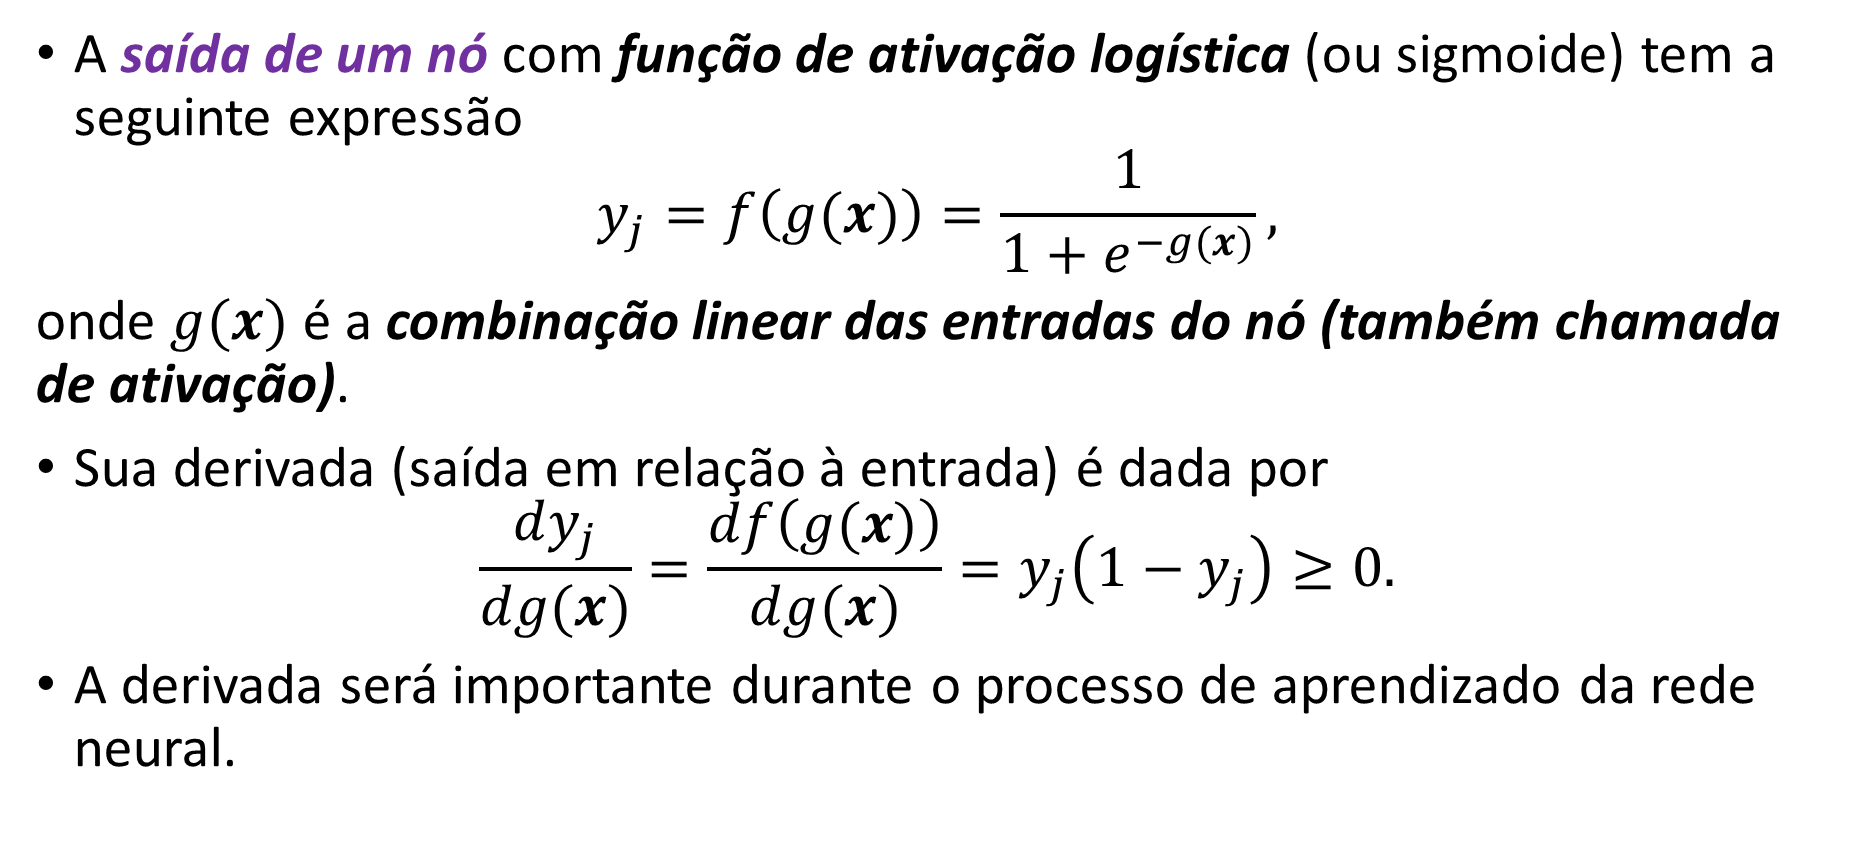 • A saída de um nó com função de ativação logística (ou sigmoide) tem a
seguinte expressão
y_j = f(g(x)) = 1 / (1 + e^{-g(x)}),
onde g(x) é a combinação linear das entradas do nó (também chamada
de ativação).
• Sua derivada (saída em relação à entrada) é dada por
dy_j / dg(x) = df(g(x)) / dg(x) = y_j(1 − y_j) ≥ 0.
• A derivada será importante durante o processo de aprendizado da rede
neural.